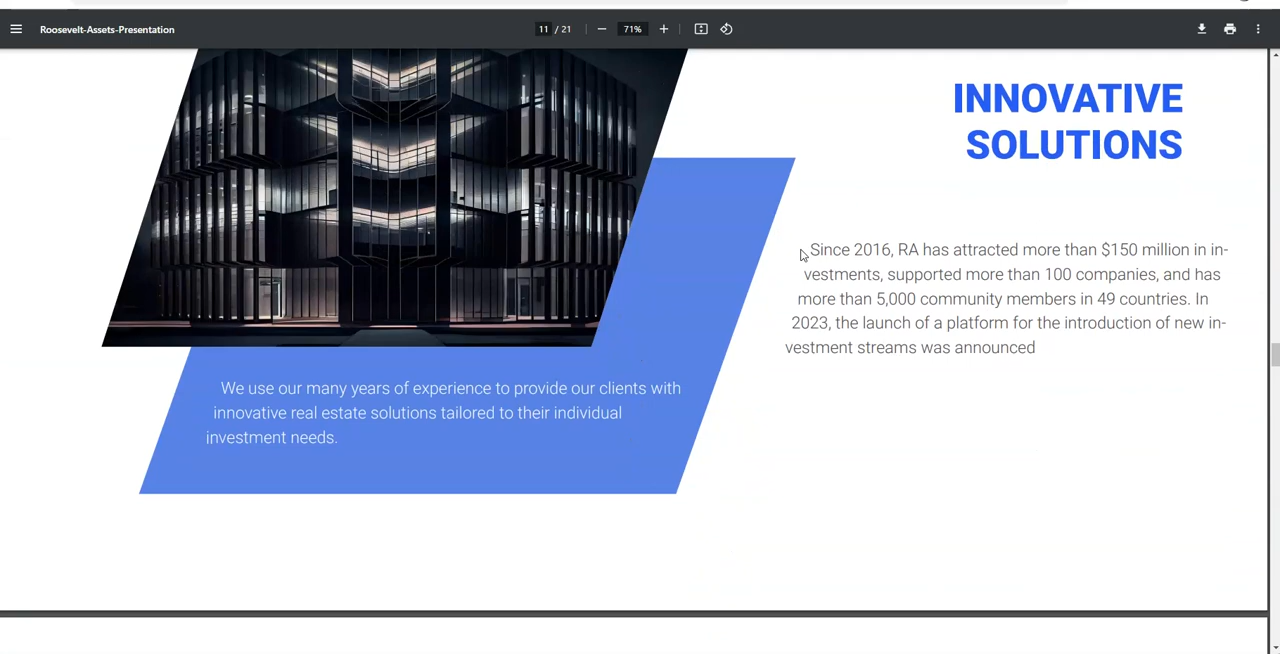 Roosevelt-Assets-Presentation
11 / 21
71%
INNOVATIVE
SOLUTIONS
Since 2016, RA has attracted more than $150 million in in-
vestments, supported more than 100 companies, and has
more than 5,000 community members in 49 countries. In
2023, the launch of a platform for the introduction of new in-
vestment streams was announced
We use our many years of experience to provide our clients with
innovative real estate solutions tailored to their individual
investment needs.